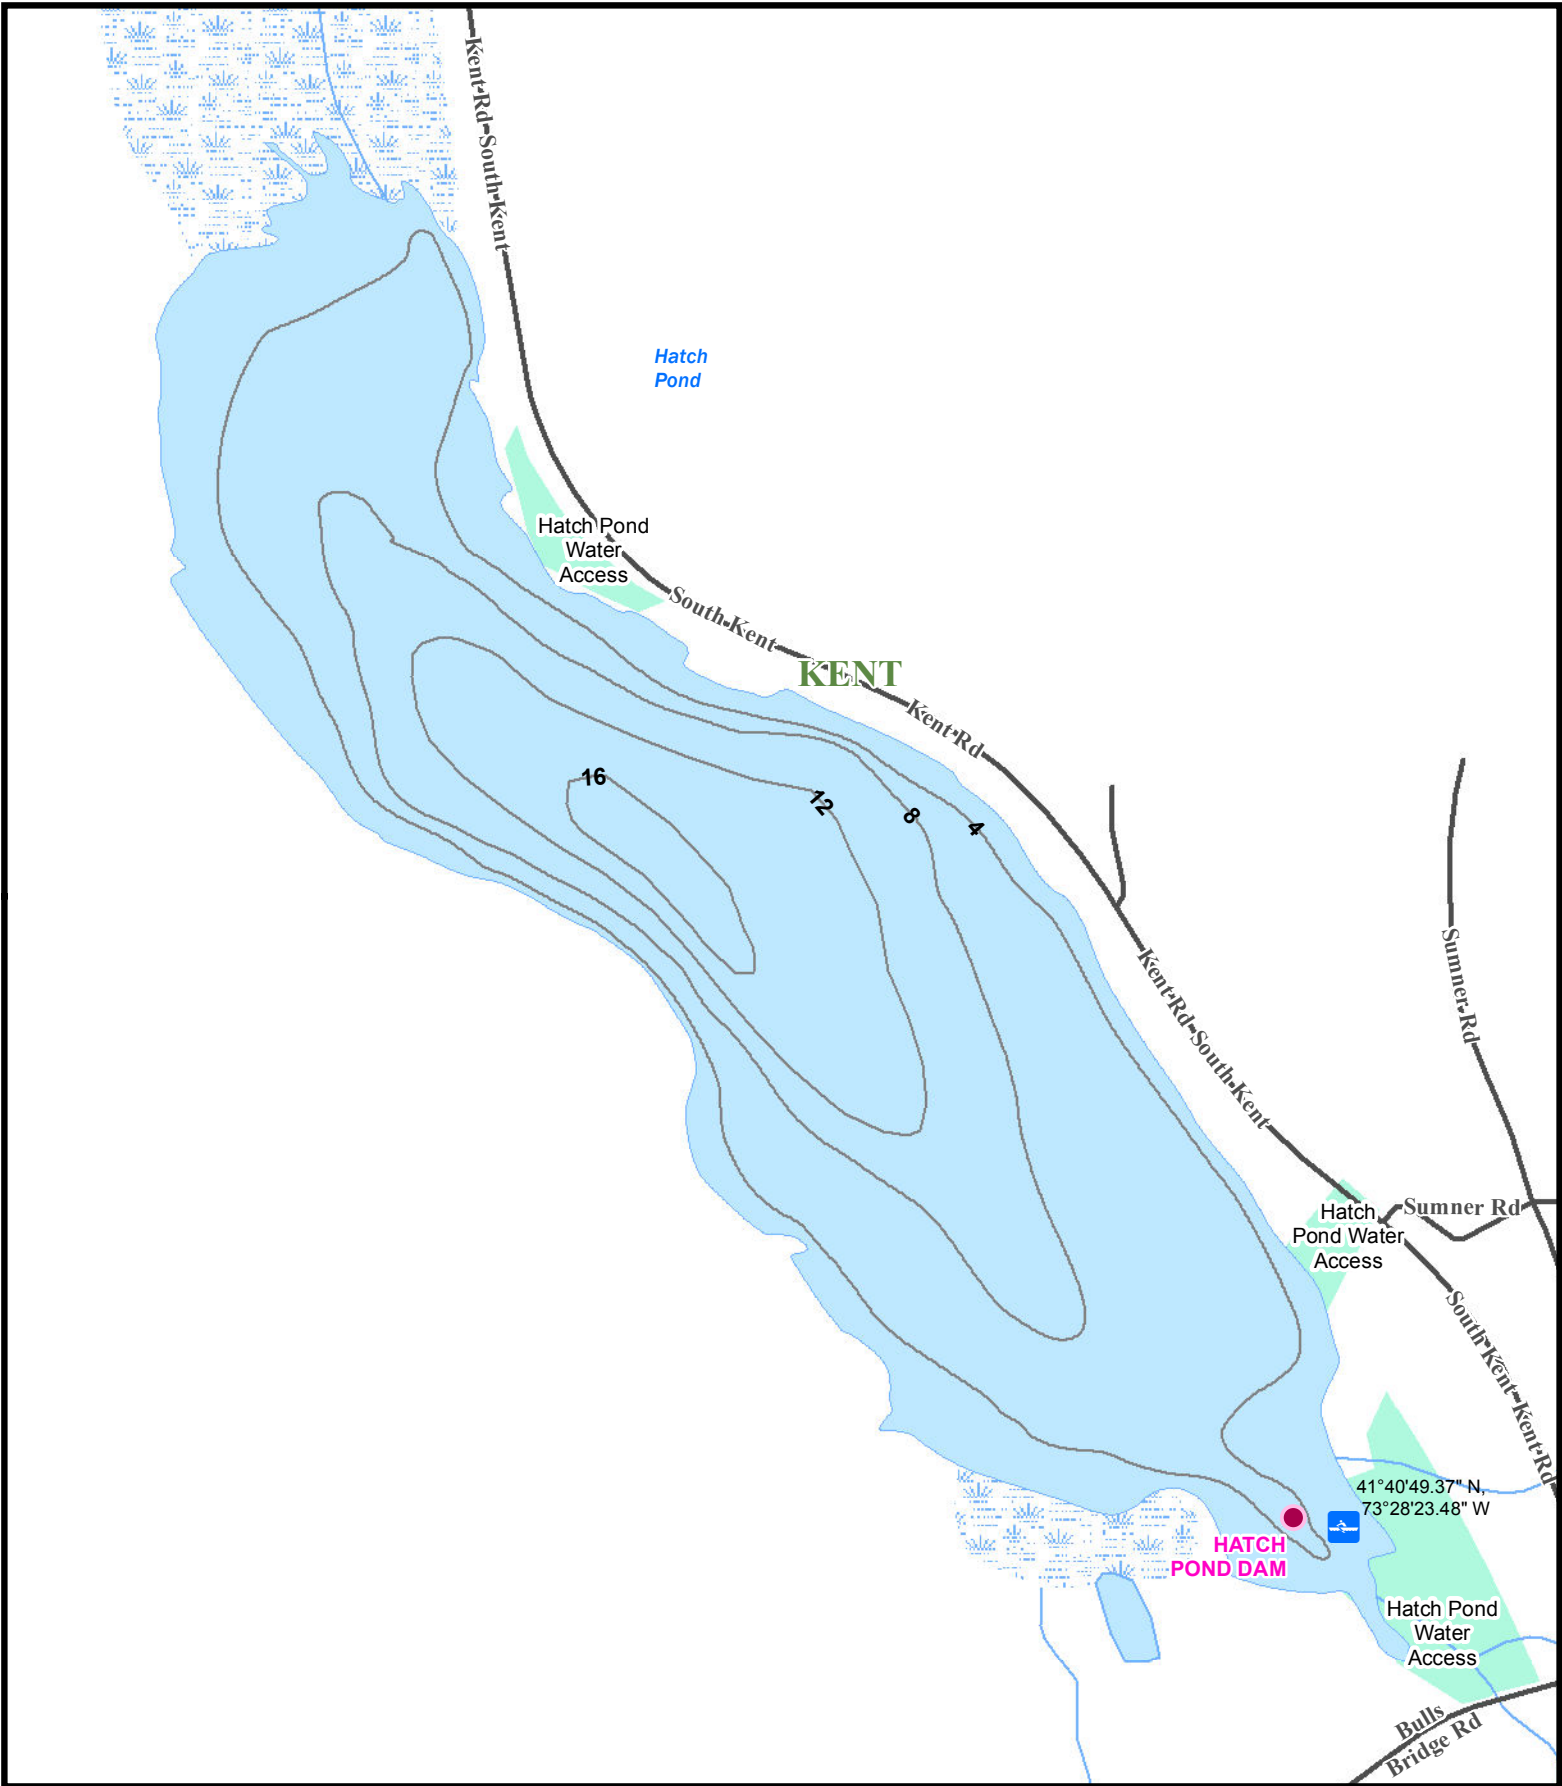 Kent Rd South Kent
Hatch
Pond
Hatch Pond
Water
Access
South Kent
KENT
Kent Rd
16
12
8
4
Sumner Rd
Kent Rd South Kent
Hatch
Pond Water
Access
Sumner Rd
South Kent Kent Rd
41°40'49.37" N,
73°28'23.48" W
HATCH
POND DAM
Hatch Pond
Water
Access
Bulls
Bridge Rd